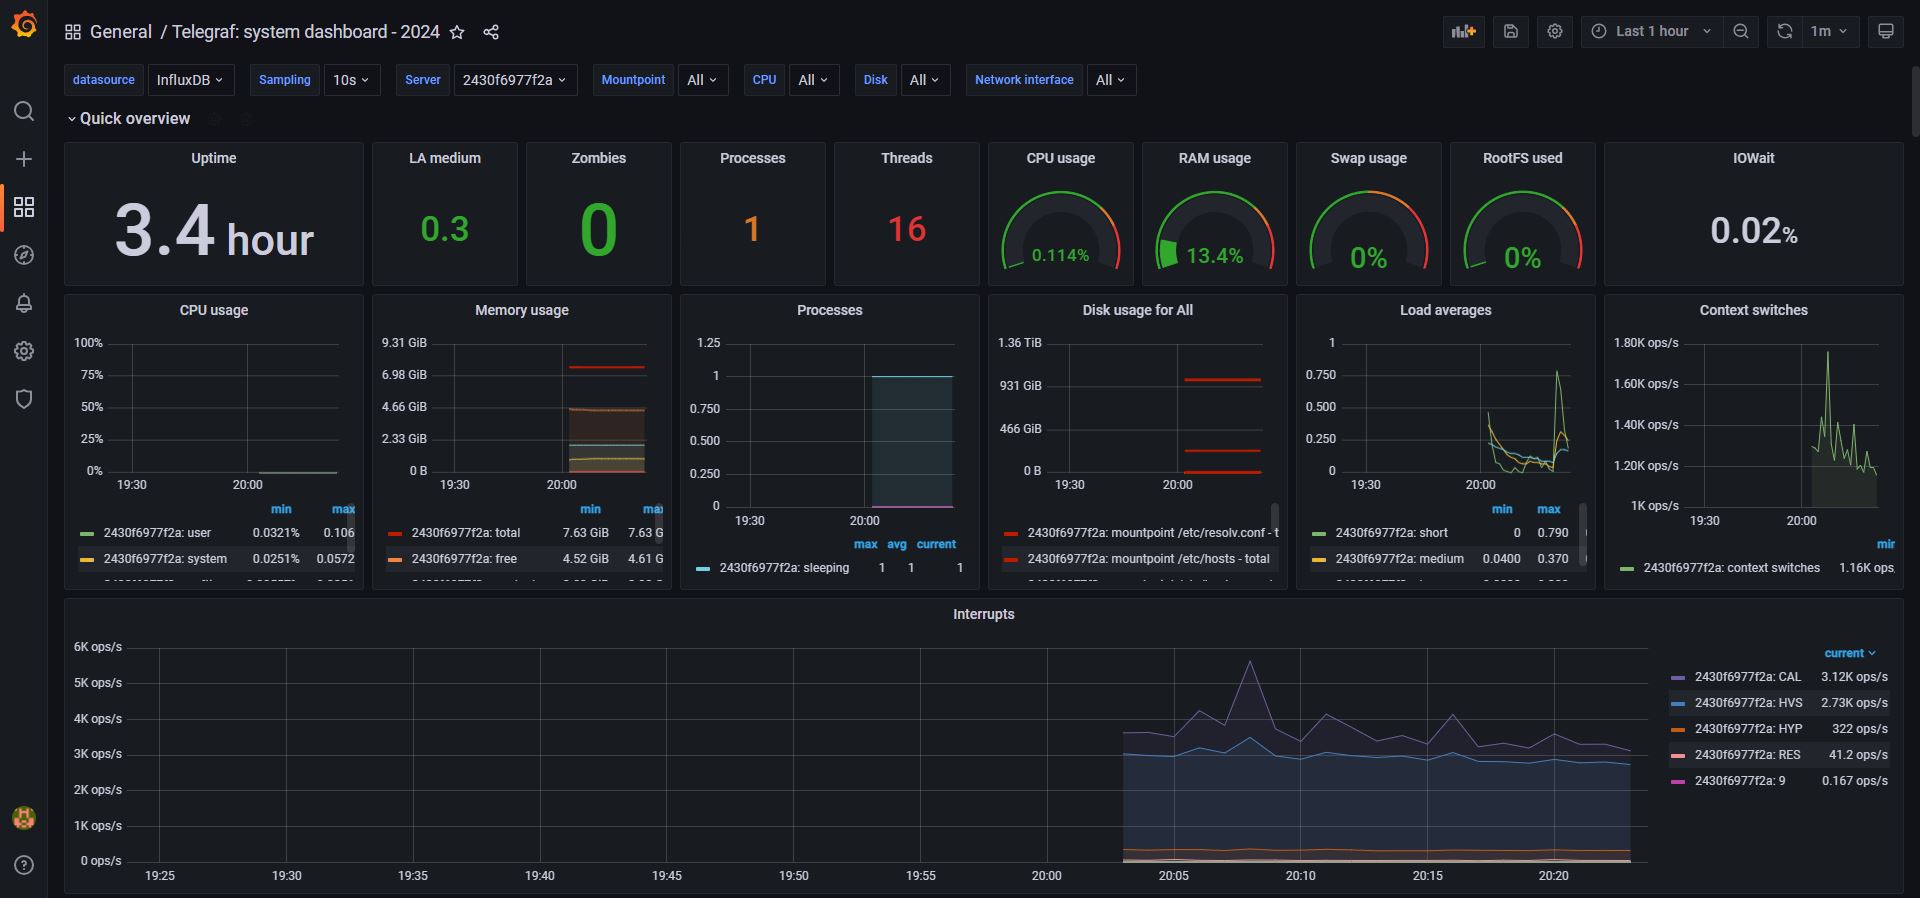 General / Telegraf: system dashboard - 2024
Last 1 hour
1m
datasource InfluxDB Sampling 10s Server 2430f6977f2a Mountpoint All CPU All Disk All Network interface All
Quick overview
Uptime
3.4 hour
LA medium
0.3
Zombies
0
Processes
1
Threads
16
CPU usage
0.114%
RAM usage
13.4%
Swap usage
0%
RootFS used
0%
IOWait
0.02%
CPU usage
100%
75%
50%
25%
0%
19:30 20:00
min max
2430f6977f2a: user 0.0321% 0.106
2430f6977f2a: system 0.0251% 0.0572
Memory usage
9.31 GiB
6.98 GiB
4.66 GiB
2.33 GiB
0 B
19:30 20:00
min max
2430f6977f2a: total 7.63 GiB 7.63 G
2430f6977f2a: free 4.52 GiB 4.61 G
Processes
1.25
1
0.750
0.500
0.250
0
19:30 20:00
max avg current
2430f6977f2a: sleeping 1 1 1
Disk usage for All
1.36 TiB
931 GiB
466 GiB
0 B
19:30 20:00
2430f6977f2a: mountpoint /etc/resolv.conf - t
2430f6977f2a: mountpoint /etc/hosts - total
Load averages
1
0.750
0.500
0.250
0
19:30 20:00
min max
2430f6977f2a: short 0 0.790
2430f6977f2a: medium 0.0400 0.370
Context switches
1.80K ops/s
1.60K ops/s
1.40K ops/s
1.20K ops/s
1K ops/s
19:30 20:00
min
2430f6977f2a: context switches 1.16K ops
Interrupts
6K ops/s
5K ops/s
4K ops/s
3K ops/s
2K ops/s
1K ops/s
0 ops/s
19:25 19:30 19:35 19:40 19:45 19:50 19:55 20:00 20:05 20:10 20:15 20:20
current
2430f6977f2a: CAL 3.12K ops/s
2430f6977f2a: HVS 2.73K ops/s
2430f6977f2a: HYP 322 ops/s
2430f6977f2a: RES 41.2 ops/s
2430f6977f2a: 9 0.167 ops/s